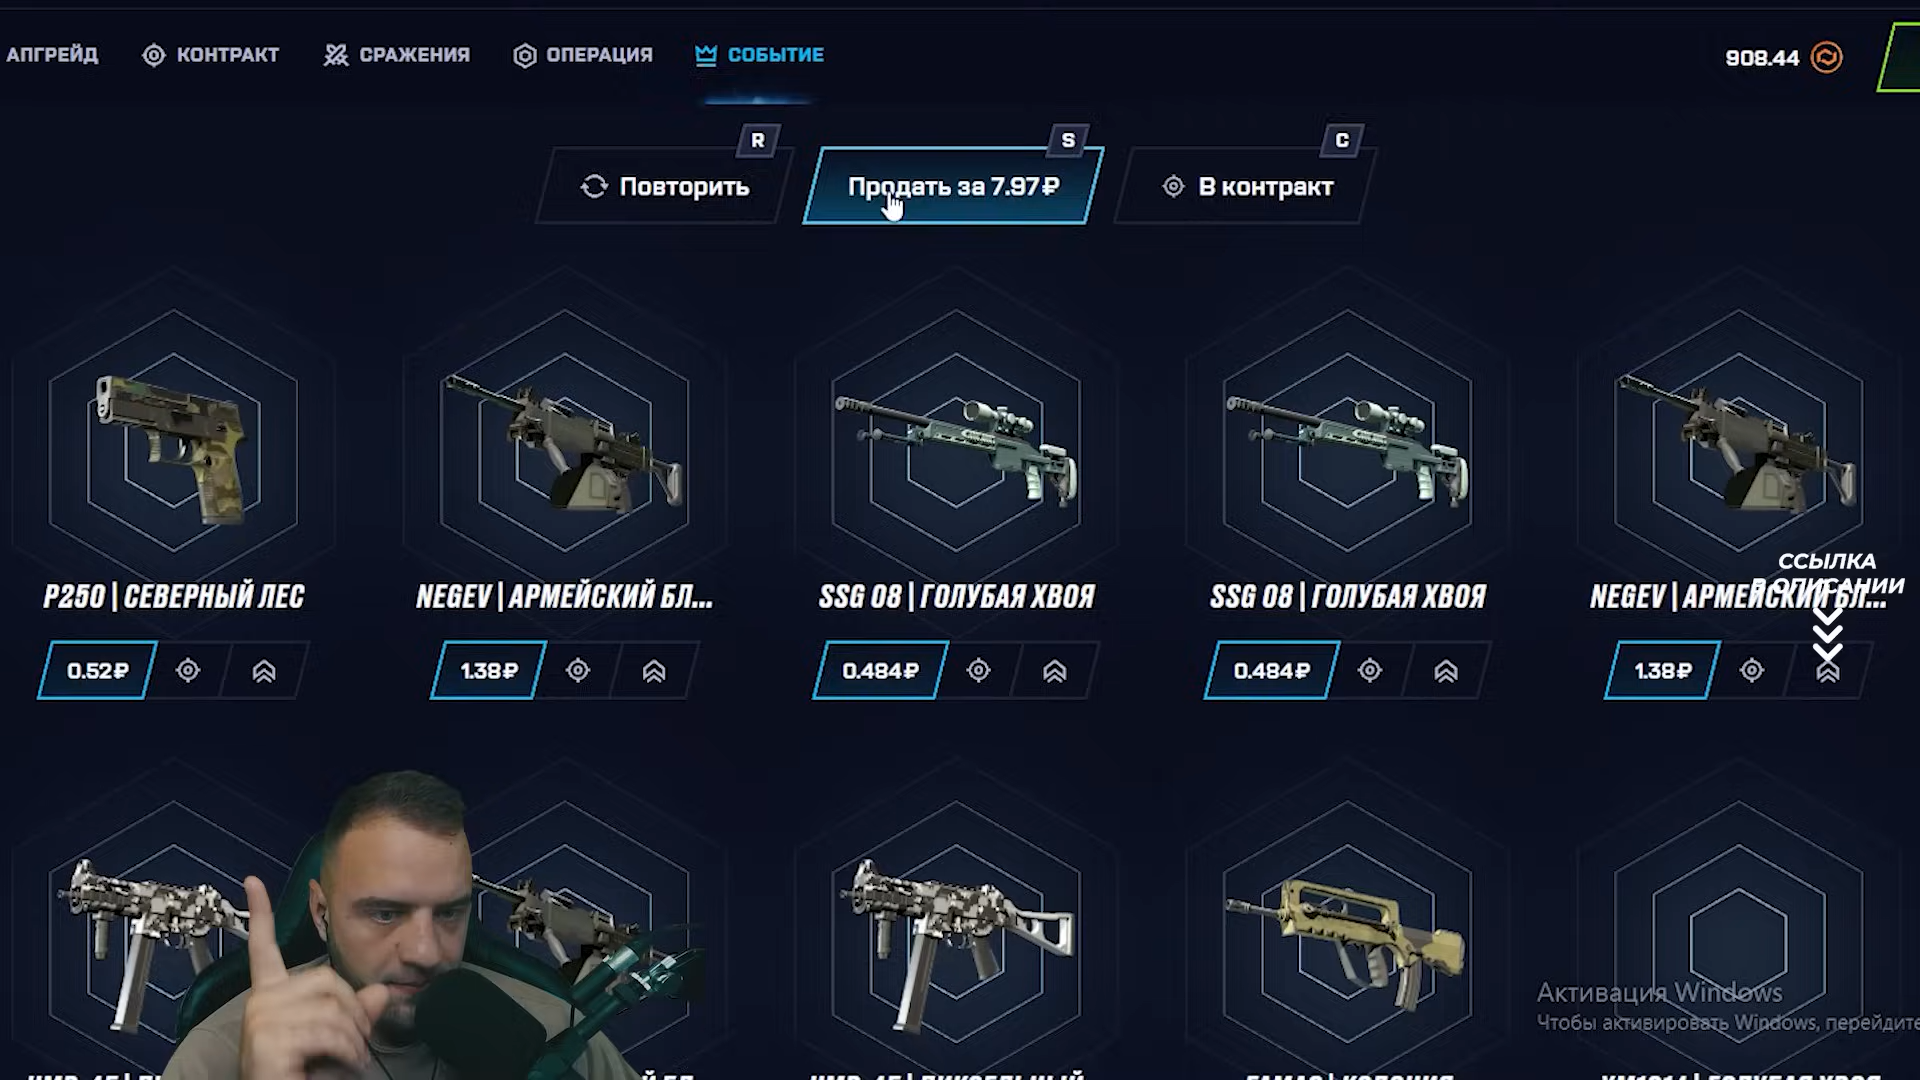 АПГРЕЙД
КОНТРАКТ
СРАЖЕНИЯ
ОПЕРАЦИЯ
СОБЫТИЕ
908.44
R
S
C
Повторить
Продать за 7.97₽
В контракт
P250 | СЕВЕРНЫЙ ЛЕС
NEGEV | АРМЕЙСКИЙ БЛ...
SSG 08 | ГОЛУБАЯ ХВОЯ
SSG 08 | ГОЛУБАЯ ХВОЯ
NEGEV | АРМЕЙСКИЙ БЛ...
ССЫЛКА
В ОПИСАНИИ
0.52₽
1.38₽
0.484₽
0.484₽
1.38₽
Активация Windows
Чтобы активировать Windows, перейдите